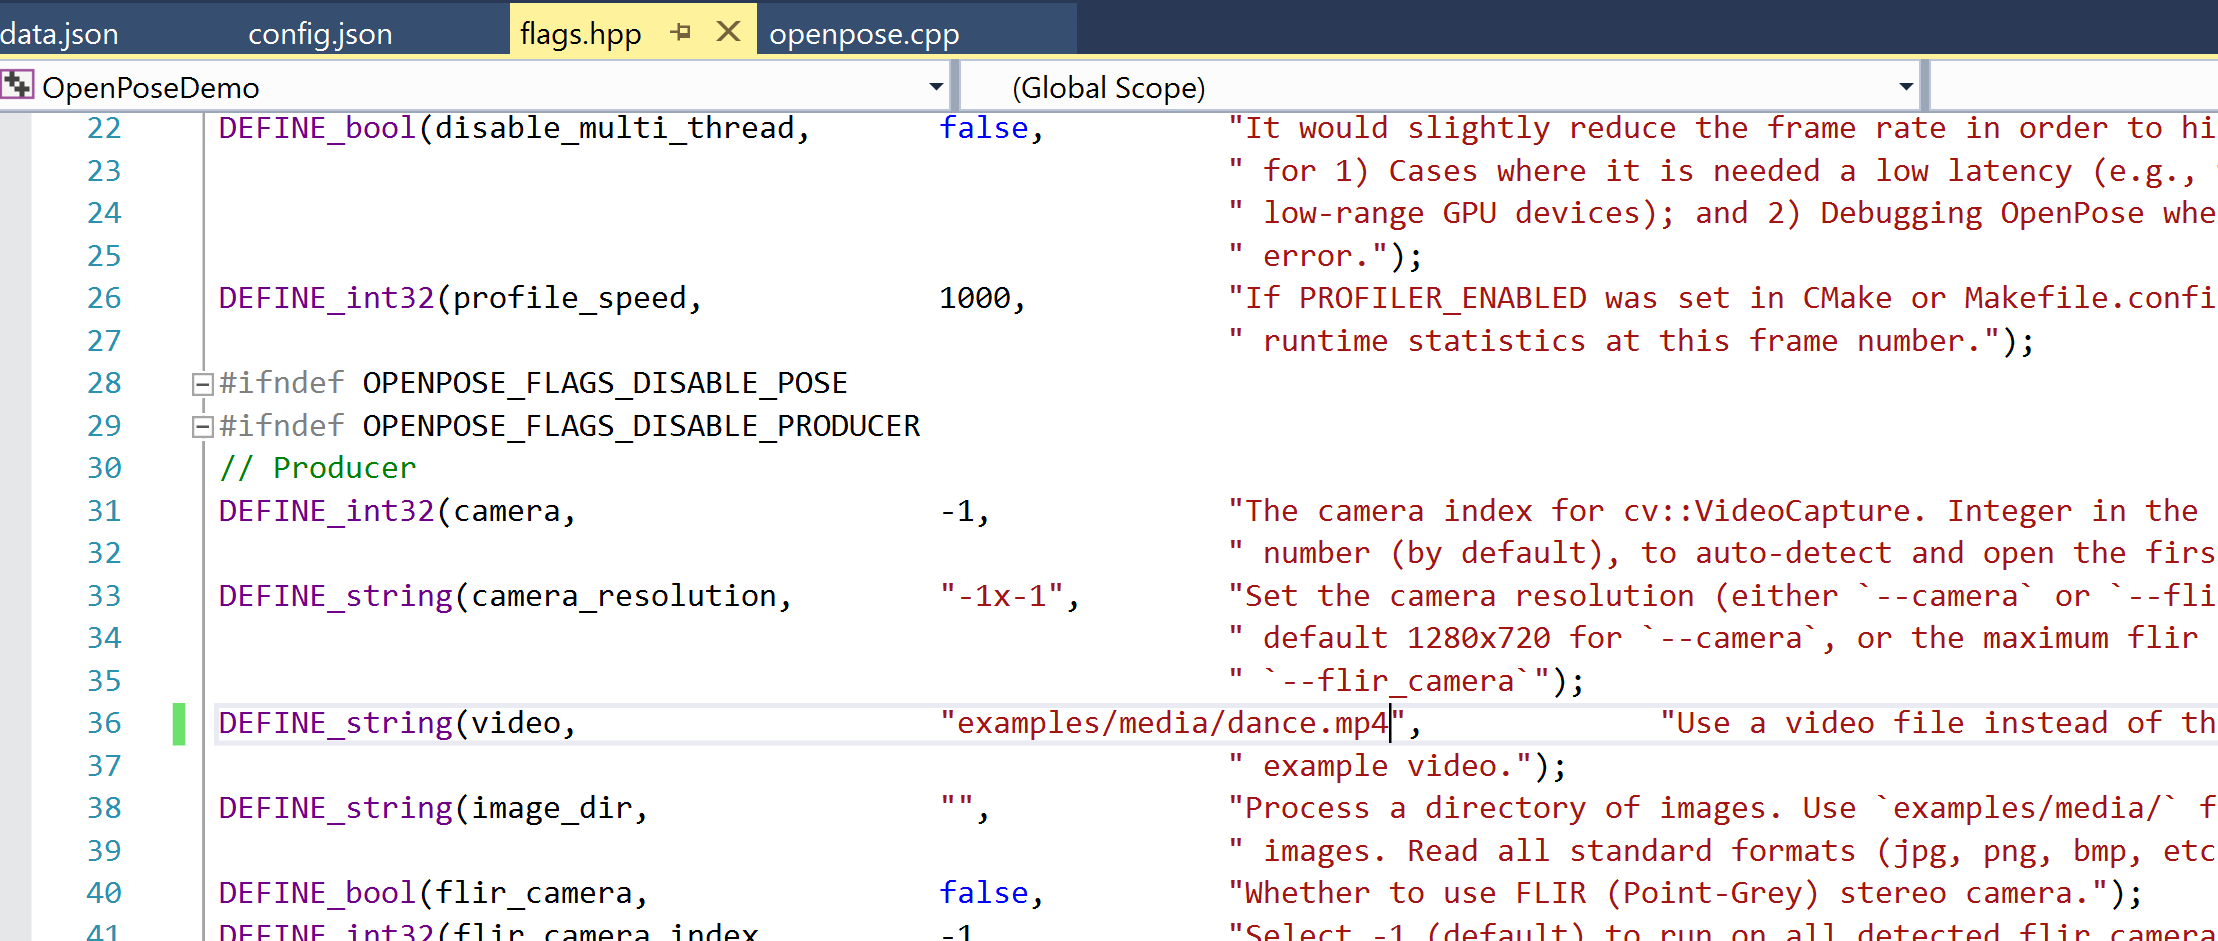 data.json config.json flags.hpp openpose.cpp
OpenPoseDemo (Global Scope)
22 DEFINE_bool(disable_multi_thread, false, "It would slightly reduce the frame rate in order to hi
23 " for 1) Cases where it is needed a low latency (e.g.,
24 " low-range GPU devices); and 2) Debugging OpenPose whe
25 " error.");
26 DEFINE_int32(profile_speed, 1000, "If PROFILER_ENABLED was set in CMake or Makefile.confi
27 " runtime statistics at this frame number.");
28 #ifndef OPENPOSE_FLAGS_DISABLE_POSE
29 #ifndef OPENPOSE_FLAGS_DISABLE_PRODUCER
30 // Producer
31 DEFINE_int32(camera, -1, "The camera index for cv::VideoCapture. Integer in the
32 " number (by default), to auto-detect and open the firs
33 DEFINE_string(camera_resolution, "-1x-1", "Set the camera resolution (either `--camera` or `--fli
34 " default 1280x720 for `--camera`, or the maximum flir
35 " `--flir_camera`");
36 DEFINE_string(video, "examples/media/dance.mp4", "Use a video file instead of th
37 " example video.");
38 DEFINE_string(image_dir, "", "Process a directory of images. Use `examples/media/` f
39 " images. Read all standard formats (jpg, png, bmp, etc
40 DEFINE_bool(flir_camera, false, "Whether to use FLIR (Point-Grey) stereo camera.");
41 DEFINE_int32(flir_camera_index -1 "Select -1 (default) to run on all detected flir camera